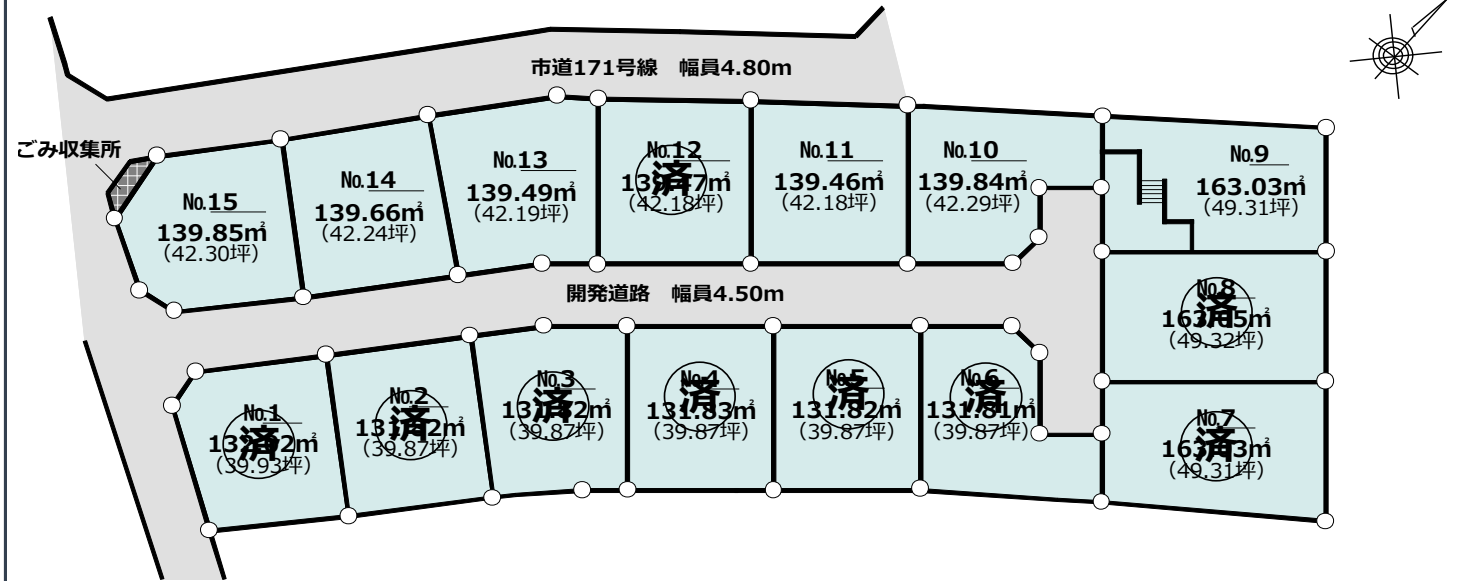 市道171号線　幅員4.80m
ごみ収集所
No.15
139.85㎡
(42.30坪)
No.14
139.66㎡
(42.24坪)
No.13
139.49㎡
(42.19坪)
No.12
済
(42.18坪)
No.11
139.46㎡
(42.18坪)
No.10
139.84㎡
(42.29坪)
No.9
163.03㎡
(49.31坪)
開発道路　幅員4.50m
No.8
済
(49.32坪)
No.1
済
(39.93坪)
No.2
済
(39.87坪)
No.3
済
(39.87坪)
No.4
131.83㎡
済
(39.87坪)
No.5
131.82㎡
済
(39.87坪)
No.6
131.81㎡
済
(39.87坪)
No.7
済
(49.31坪)